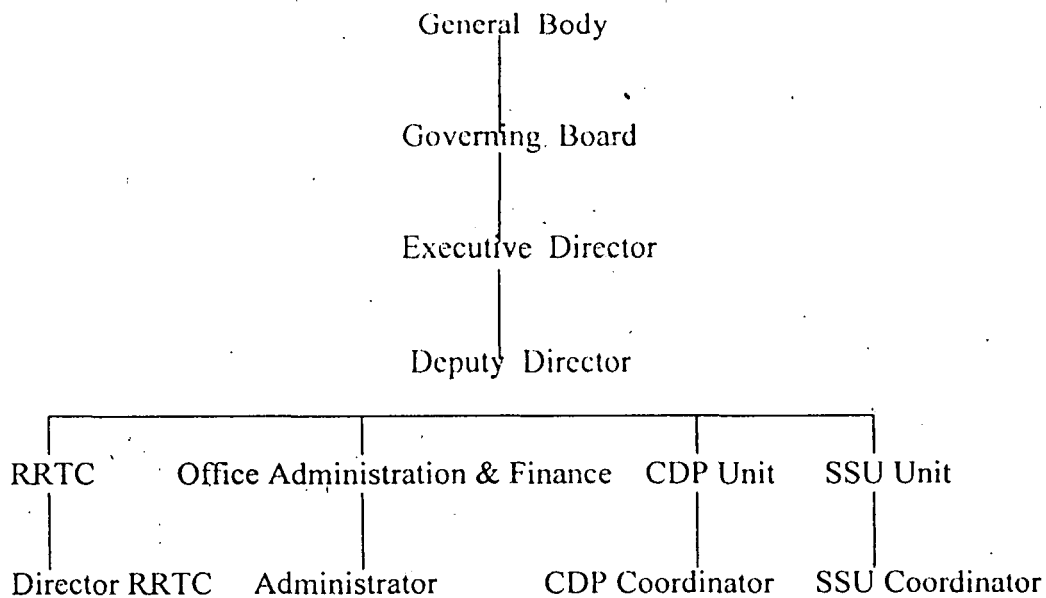 General Body
Governing Board
Executive Director
Deputy Director
RRTC Office Administration & Finance CDP Unit SSU Unit
Director RRTC Administrator CDP Coordinator SSU Coordinator